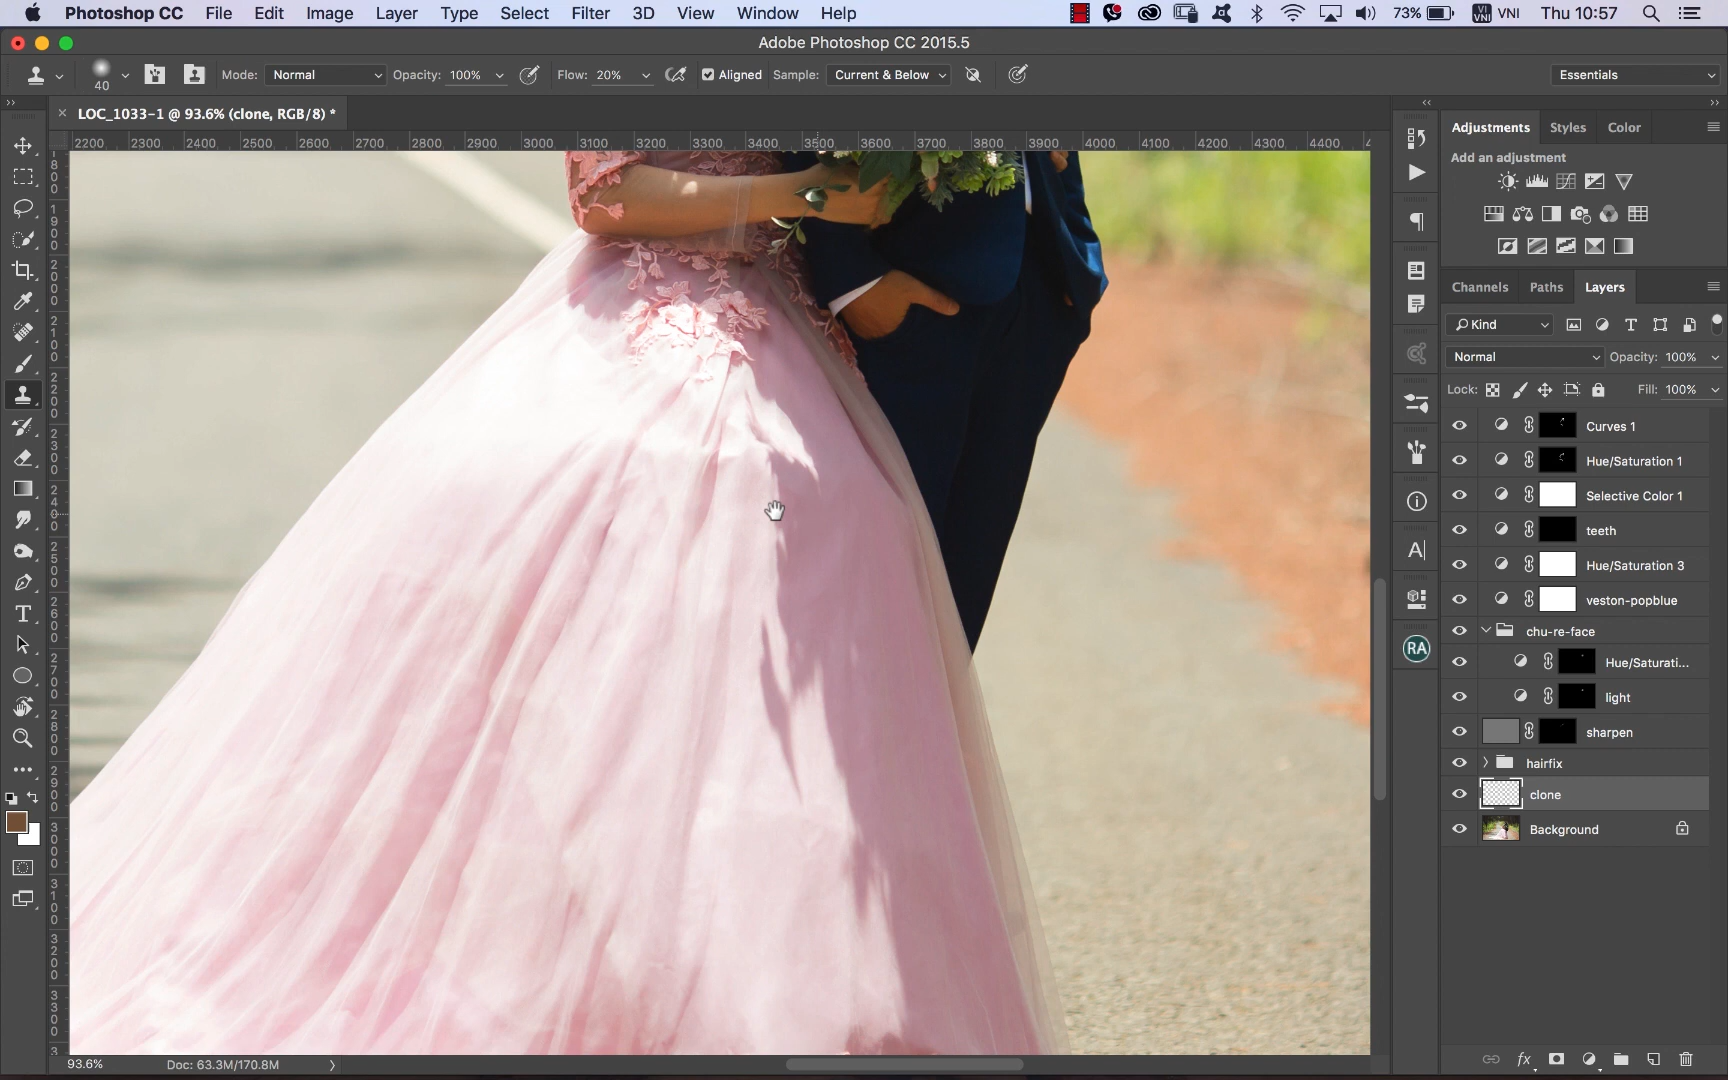 Photoshop CC File Edit Image Layer Type Select Filter 3D View Window Help 73% VNI VNI Thu 10:57
Adobe Photoshop CC 2015.5
40 Mode: Normal Opacity: 100% Flow: 20% Aligned Sample: Current & Below Essentials
LOC_1033-1 @ 93.6% (clone, RGB/8) *
2200 2300 2400 2500 2600 2700 2800 2900 3000 3100 3200 3300 3400 3500 3600 3700 3800 3900 4000 4100 4200 4300 4400
Adjustments Styles Color
Add an adjustment
Channels Paths Layers
Kind
Normal Opacity: 100%
Lock: Fill: 100%
Curves 1
Hue/Saturation 1
Selective Color 1
teeth
Hue/Saturation 3
veston-popblue
chu-re-face
Hue/Saturati...
light
sharpen
hairfix
clone
Background
RA
93.6% Doc: 63.3M/170.8M
fx